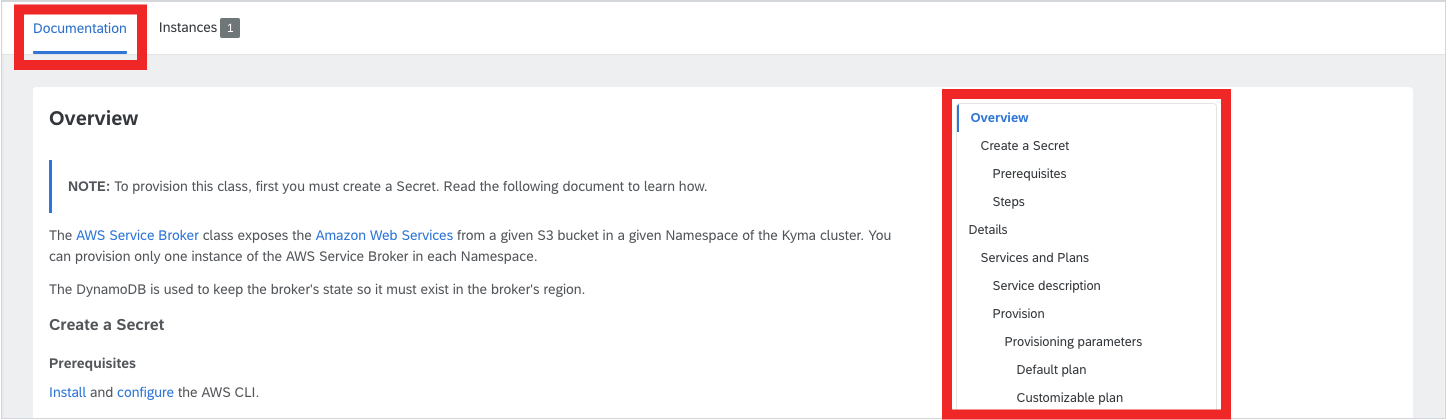 Documentation
Instances 1
Overview
NOTE: To provision this class, first you must create a Secret. Read the following document to learn how.
The AWS Service Broker class exposes the Amazon Web Services from a given S3 bucket in a given Namespace of the Kyma cluster. You
can provision only one instance of the AWS Service Broker in each Namespace.
The DynamoDB is used to keep the broker's state so it must exist in the broker's region.
Create a Secret
Prerequisites
Install and configure the AWS CLI.
Overview
Create a Secret
Prerequisites
Steps
Details
Services and Plans
Service description
Provision
Provisioning parameters
Default plan
Customizable plan